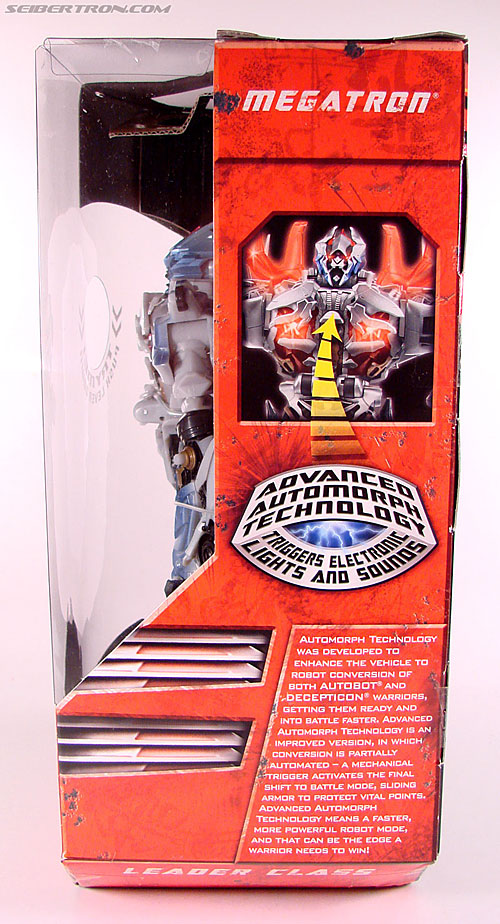 SEIBERTRON.COM
MEGATRON®
ADVANCED
AUTOMORPH
TECHNOLOGY
TRIGGERS ELECTRONIC
LIGHTS AND SOUNDS
AUTOMORPH TECHNOLOGY
WAS DEVELOPED TO
ENHANCE THE VEHICLE TO
ROBOT CONVERSION OF
BOTH AUTOBOT® AND
DECEPTICON® WARRIORS,
GETTING THEM READY AND
INTO BATTLE FASTER. ADVANCED
AUTOMORPH TECHNOLOGY IS AN
IMPROVED VERSION, IN WHICH
CONVERSION IS PARTIALLY
AUTOMATED – A MECHANICAL
TRIGGER ACTIVATES THE FINAL
SHIFT TO BATTLE MODE, SLIDING
ARMOR TO PROTECT VITAL POINTS.
ADVANCED AUTOMORPH
TECHNOLOGY MEANS A FASTER,
MORE POWERFUL ROBOT MODE,
AND THAT CAN BE THE EDGE A
WARRIOR NEEDS TO WIN!
LEADER CLASS